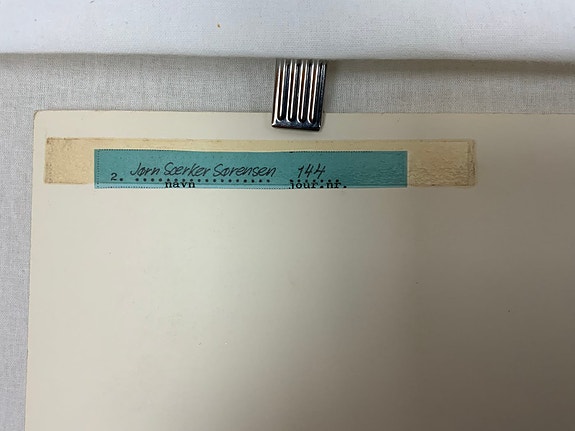 2. Jørn Særker Sørensen 144
navn jour.nr.